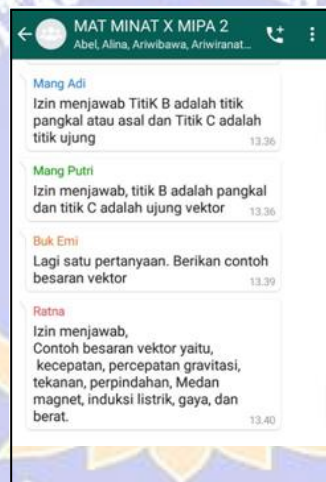 MAT MINAT X MIPA 2
Abel, Alina, Ariwibawa, Ariwiranat...
Mang Adi
Izin menjawab TitiK B adalah titik
pangkal atau asal dan Titik C adalah
titik ujung
13.36
Mang Putri
Izin menjawab, titik B adalah pangkal
dan titik C adalah ujung vektor
13.36
Buk Emi
Lagi satu pertanyaan. Berikan contoh
besaran vektor
13.39
Ratna
Izin menjawab,
Contoh besaran vektor yaitu,
kecepatan, percepatan gravitasi,
tekanan, perpindahan, Medan
magnet, induksi listrik, gaya, dan
berat.
13.40